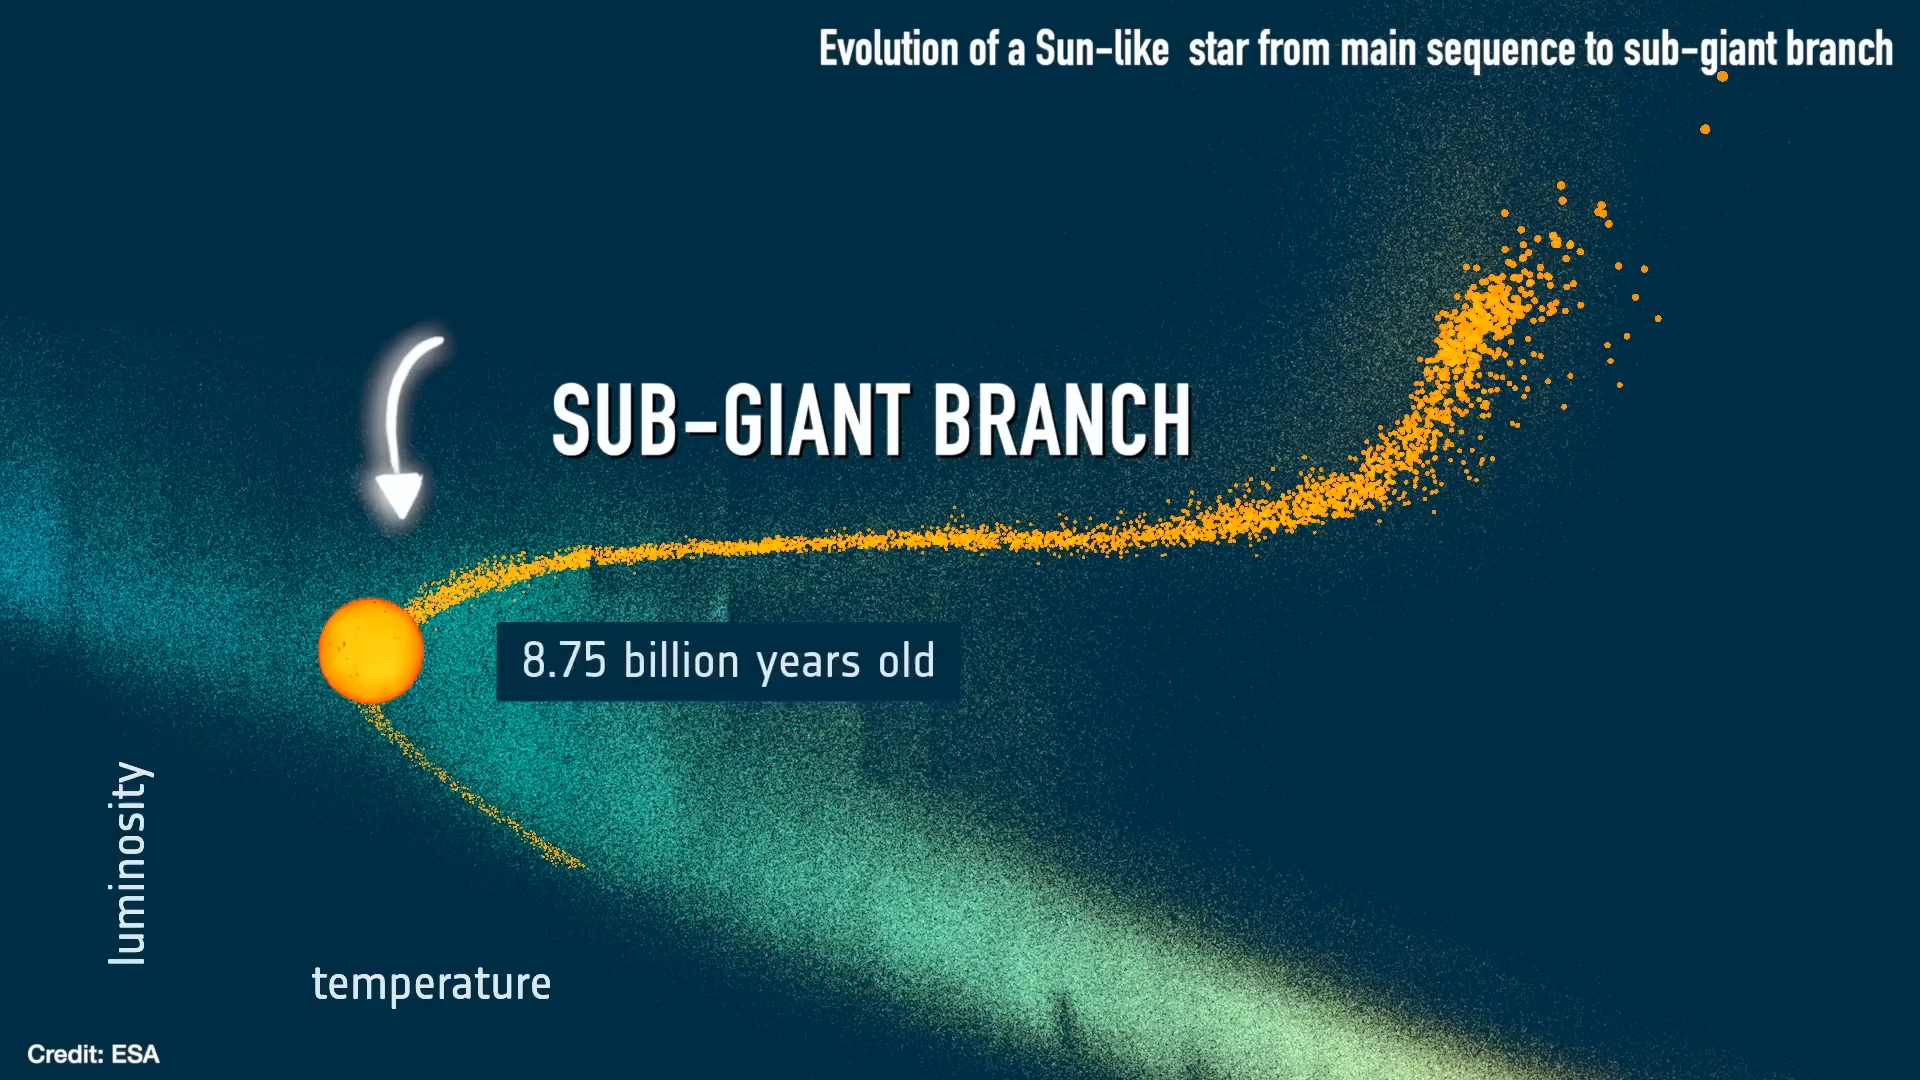 Evolution of a Sun-like star from main sequence to sub-giant branch
SUB-GIANT BRANCH
8.75 billion years old
luminosity
temperature
Credit: ESA